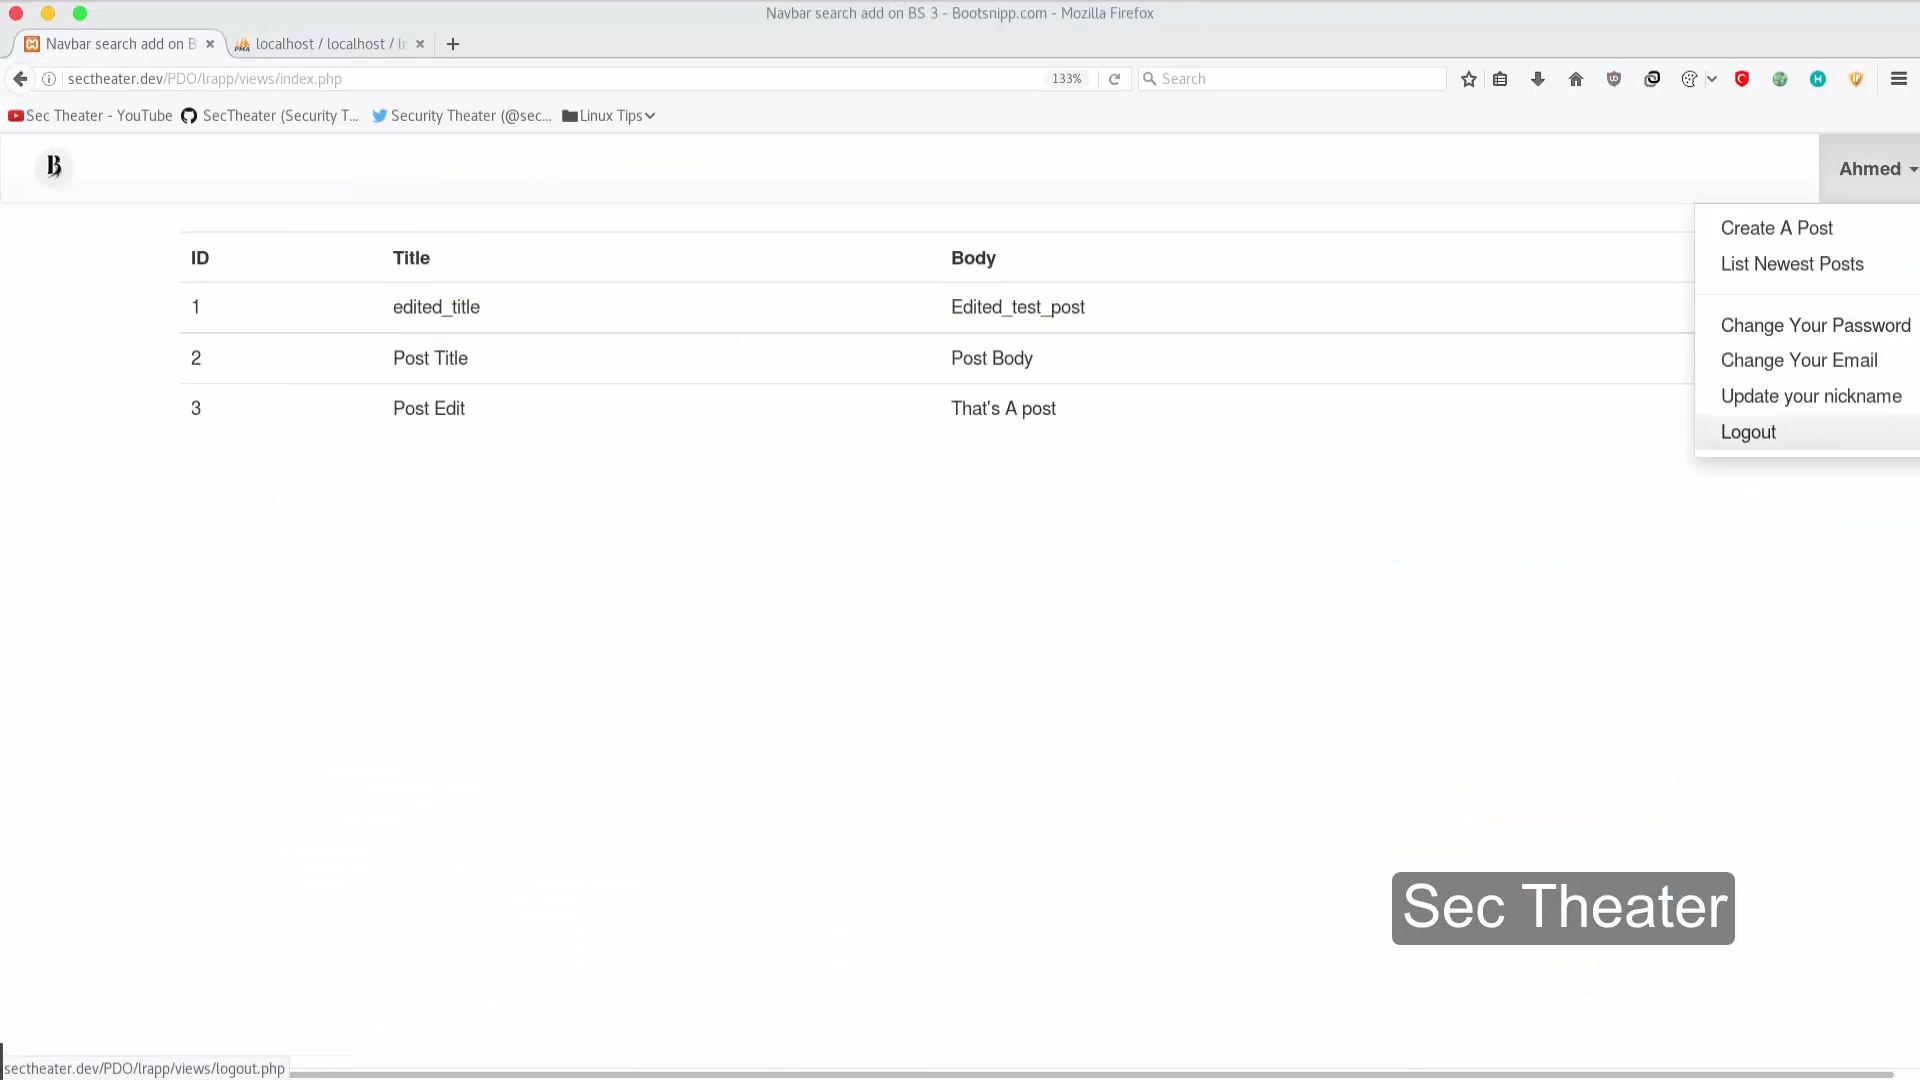 Navbar search add on BS 3 - Bootsnipp.com - Mozilla Firefox
Navbar search add on B
localhost / localhost / lr
sectheater.dev/PDO/lrapp/views/index.php
133%
Search
Sec Theater - YouTube
SecTheater (Security T...
Security Theater (@sec...
Linux Tips
B
Ahmed
Create A Post
List Newest Posts
Change Your Password
Change Your Email
Update your nickname
Logout
ID Title Body
1 edited_title Edited_test_post
2 Post Title Post Body
3 Post Edit That's A post
Sec Theater
sectheater.dev/PDO/lrapp/views/logout.php